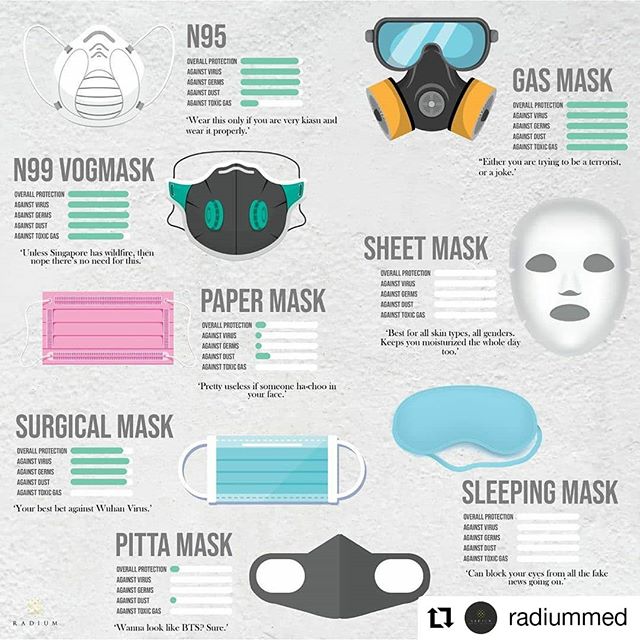 N95
OVERALL PROTECTION
AGAINST VIRUS
AGAINST GERMS
AGAINST DUST
AGAINST TOXIC GAS
'Wear this only if you are very kiasu and
wear it properly.'
GAS MASK
OVERALL PROTECTION
AGAINST VIRUS
AGAINST GERMS
AGAINST DUST
AGAINST TOXIC GAS
'Either you are trying to be a terrorist,
or a joke.'
N99 VOGMASK
OVERALL PROTECTION
AGAINST VIRUS
AGAINST GERMS
AGAINST DUST
AGAINST TOXIC GAS
'Unless Singapore has wildfire, then
nope there's no need for this.'
SHEET MASK
OVERALL PROTECTION
AGAINST VIRUS
AGAINST GERMS
AGAINST DUST
AGAINST TOXIC GAS
'Best for all skin types, all genders.
Keeps you moisturized the whole day
too.'
PAPER MASK
OVERALL PROTECTION
AGAINST VIRUS
AGAINST GERMS
AGAINST DUST
AGAINST TOXIC GAS
'Pretty useless if someone ha-choo in
your face.'
SURGICAL MASK
OVERALL PROTECTION
AGAINST VIRUS
AGAINST GERMS
AGAINST DUST
AGAINST TOXIC GAS
'Your best bet against Wuhan Virus.'
SLEEPING MASK
OVERALL PROTECTION
AGAINST VIRUS
AGAINST GERMS
AGAINST DUST
AGAINST TOXIC GAS
'Can block your eyes from all the fake
news going on.'
PITTA MASK
OVERALL PROTECTION
AGAINST VIRUS
AGAINST GERMS
AGAINST DUST
AGAINST TOXIC GAS
'Wanna look like BTS? Sure.'
RADIUM
radiummed